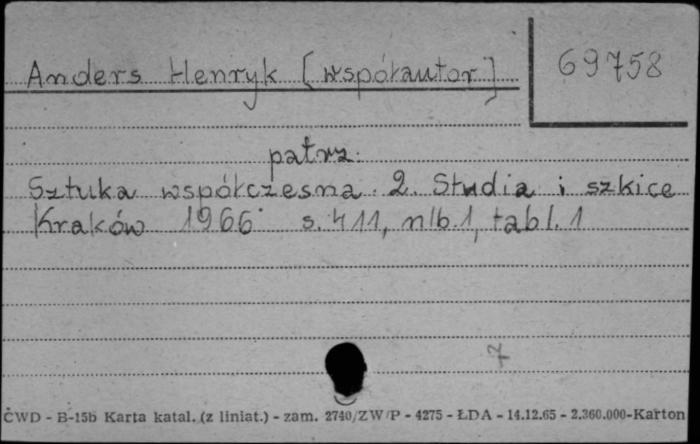 69758
Anders Henryk [współautor]
patrz.
Sztuka współczesna. 2. Studia i szkice
Kraków 1966 s. 411, nlb. 1, tabl. 1
7
ĆWD - B-15b Karta katal. (z liniat.) - zam. 2740/ZW/P - 4275 - ŁDA - 14.12.65 - 2.360.000-Karton